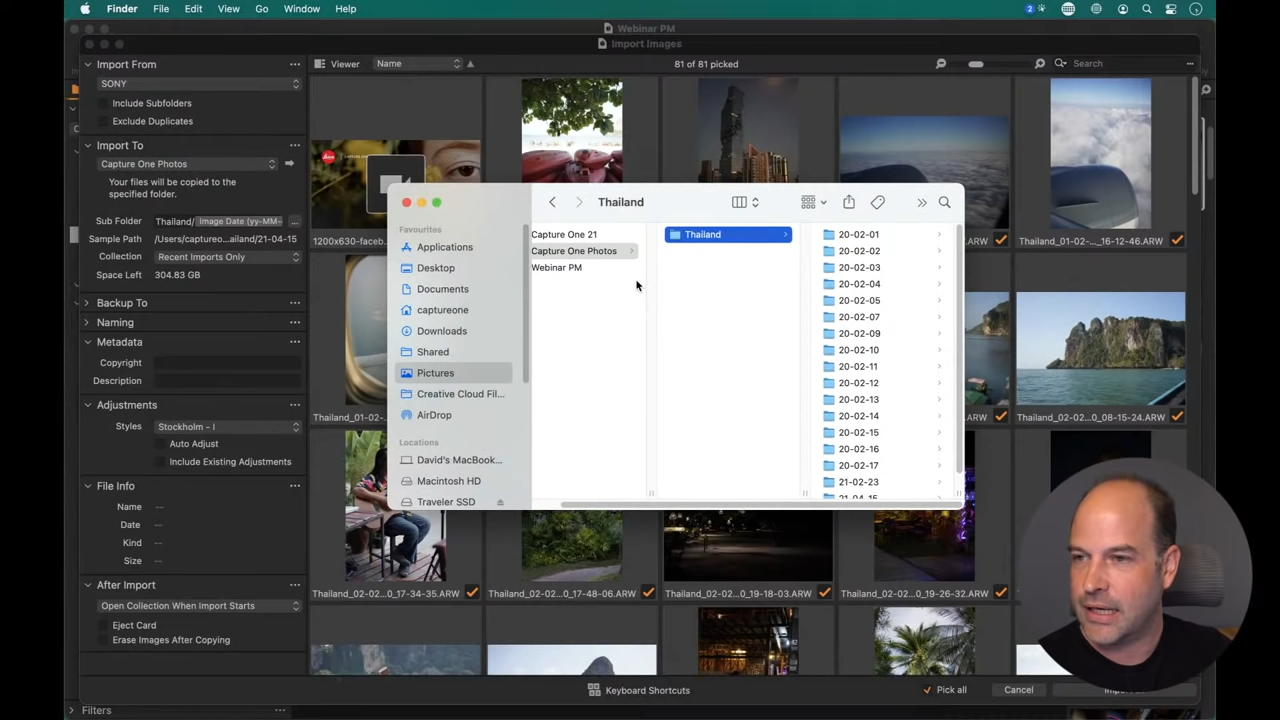 Finder File Edit View Go Window Help
2
Webinar PM
Import Images
Import From
SONY
Include Subfolders
Exclude Duplicates
Import To
Capture One Photos
Your files will be copied to the
specified folder.
Sub Folder Thailand/ Image Date (yy-MM- ...
Sample Path /Users/captureo...ailand/21-04-15
Collection Recent Imports Only
Space Left 304.83 GB
Backup To
Naming
Metadata
Copyright
Description
Adjustments
Styles Stockholm - I
Auto Adjust
Include Existing Adjustments
File Info
Name --
Date --
Kind --
Size --
After Import
Open Collection When Import Starts
Eject Card
Erase Images After Copying
Filters
Viewer Name 81 of 81 picked Search
1200x630-faceb
Thailand_01-02-..._16-12-46.ARW
Thailand_01-02-
0_08-15-24.ARW
Thailand_02-02
Thailand_02-02...0_17-34-35.ARW
Thailand_02-02...0_17-48-06.ARW
Thailand_02-02...0_19-18-03.ARW
Thailand_02-02...0_19-26-32.ARW
Thailand
Favourites
Applications
Desktop
Documents
captureone
Downloads
Shared
Pictures
Creative Cloud Fil...
AirDrop
Locations
David's MacBook...
Macintosh HD
Traveler SSD
Capture One 21
Capture One Photos
Webinar PM
Thailand
20-02-01
20-02-02
20-02-03
20-02-04
20-02-05
20-02-07
20-02-09
20-02-10
20-02-11
20-02-12
20-02-13
20-02-14
20-02-15
20-02-16
20-02-17
21-02-23
21-04-15
Keyboard Shortcuts
Pick all
Cancel